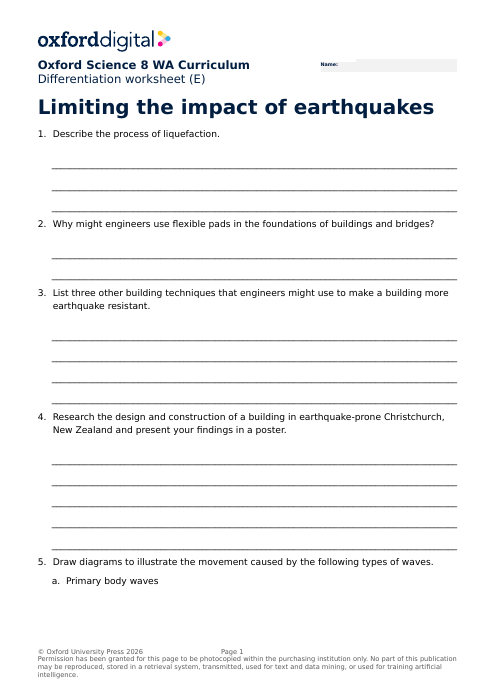 oxforddigital
Oxford Science 8 WA Curriculum
Name:
Differentiation worksheet (E)
Limiting the impact of earthquakes
1. Describe the process of liquefaction.
2. Why might engineers use flexible pads in the foundations of buildings and bridges?
3. List three other building techniques that engineers might use to make a building more
earthquake resistant.
4. Research the design and construction of a building in earthquake-prone Christchurch,
New Zealand and present your findings in a poster.
5. Draw diagrams to illustrate the movement caused by the following types of waves.
a. Primary body waves
© Oxford University Press 2026 Page 1
Permission has been granted for this page to be photocopied within the purchasing institution only. No part of this publication
may be reproduced, stored in a retrieval system, transmitted, used for text and data mining, or used for training artificial
intelligence.